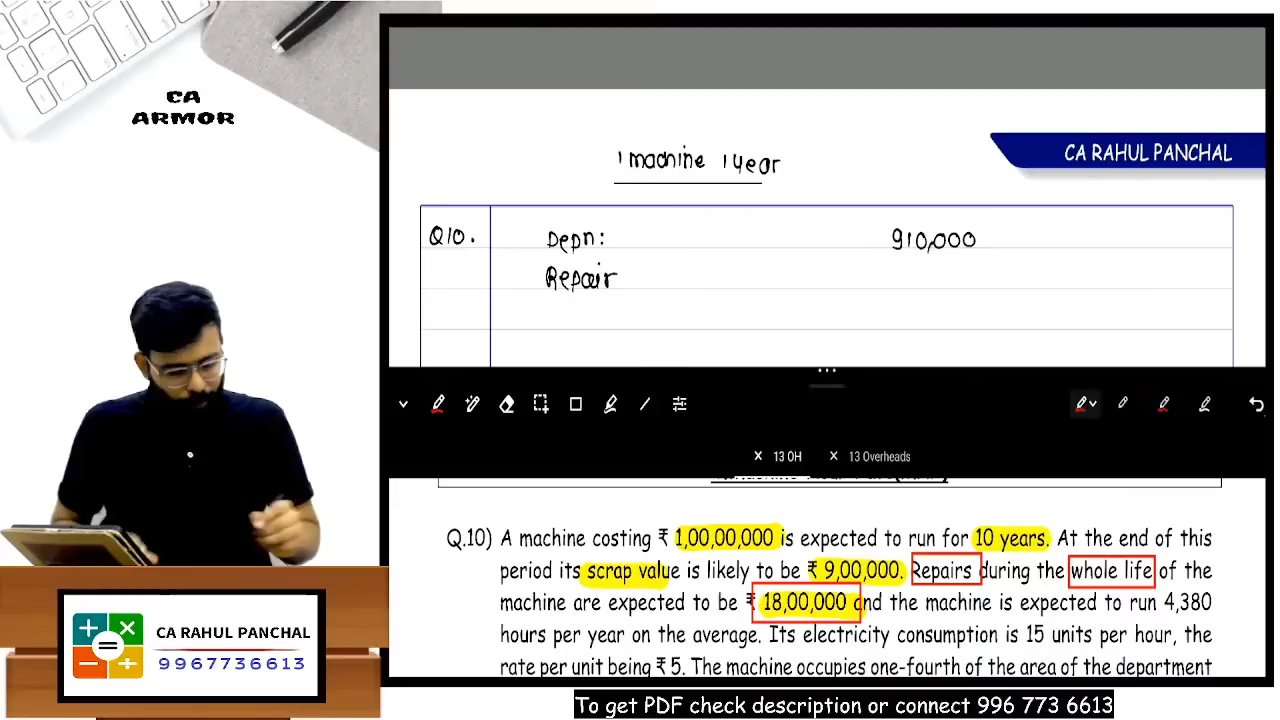 CA
ARMOR
1 machine 1 year
CA RAHUL PANCHAL
Q10. Depn: 910,000
Repair
13 OH
13 Overheads
Q.10) A machine costing ₹ 1,00,00,000 is expected to run for 10 years. At the end of this
period its scrap value is likely to be ₹ 9,00,000. Repairs during the whole life of the
machine are expected to be ₹ 18,00,000 and the machine is expected to run 4,380
hours per year on the average. Its electricity consumption is 15 units per hour, the
rate per unit being ₹ 5. The machine occupies one-fourth of the area of the department
CA RAHUL PANCHAL
9967736613
To get PDF check description or connect 996 773 6613